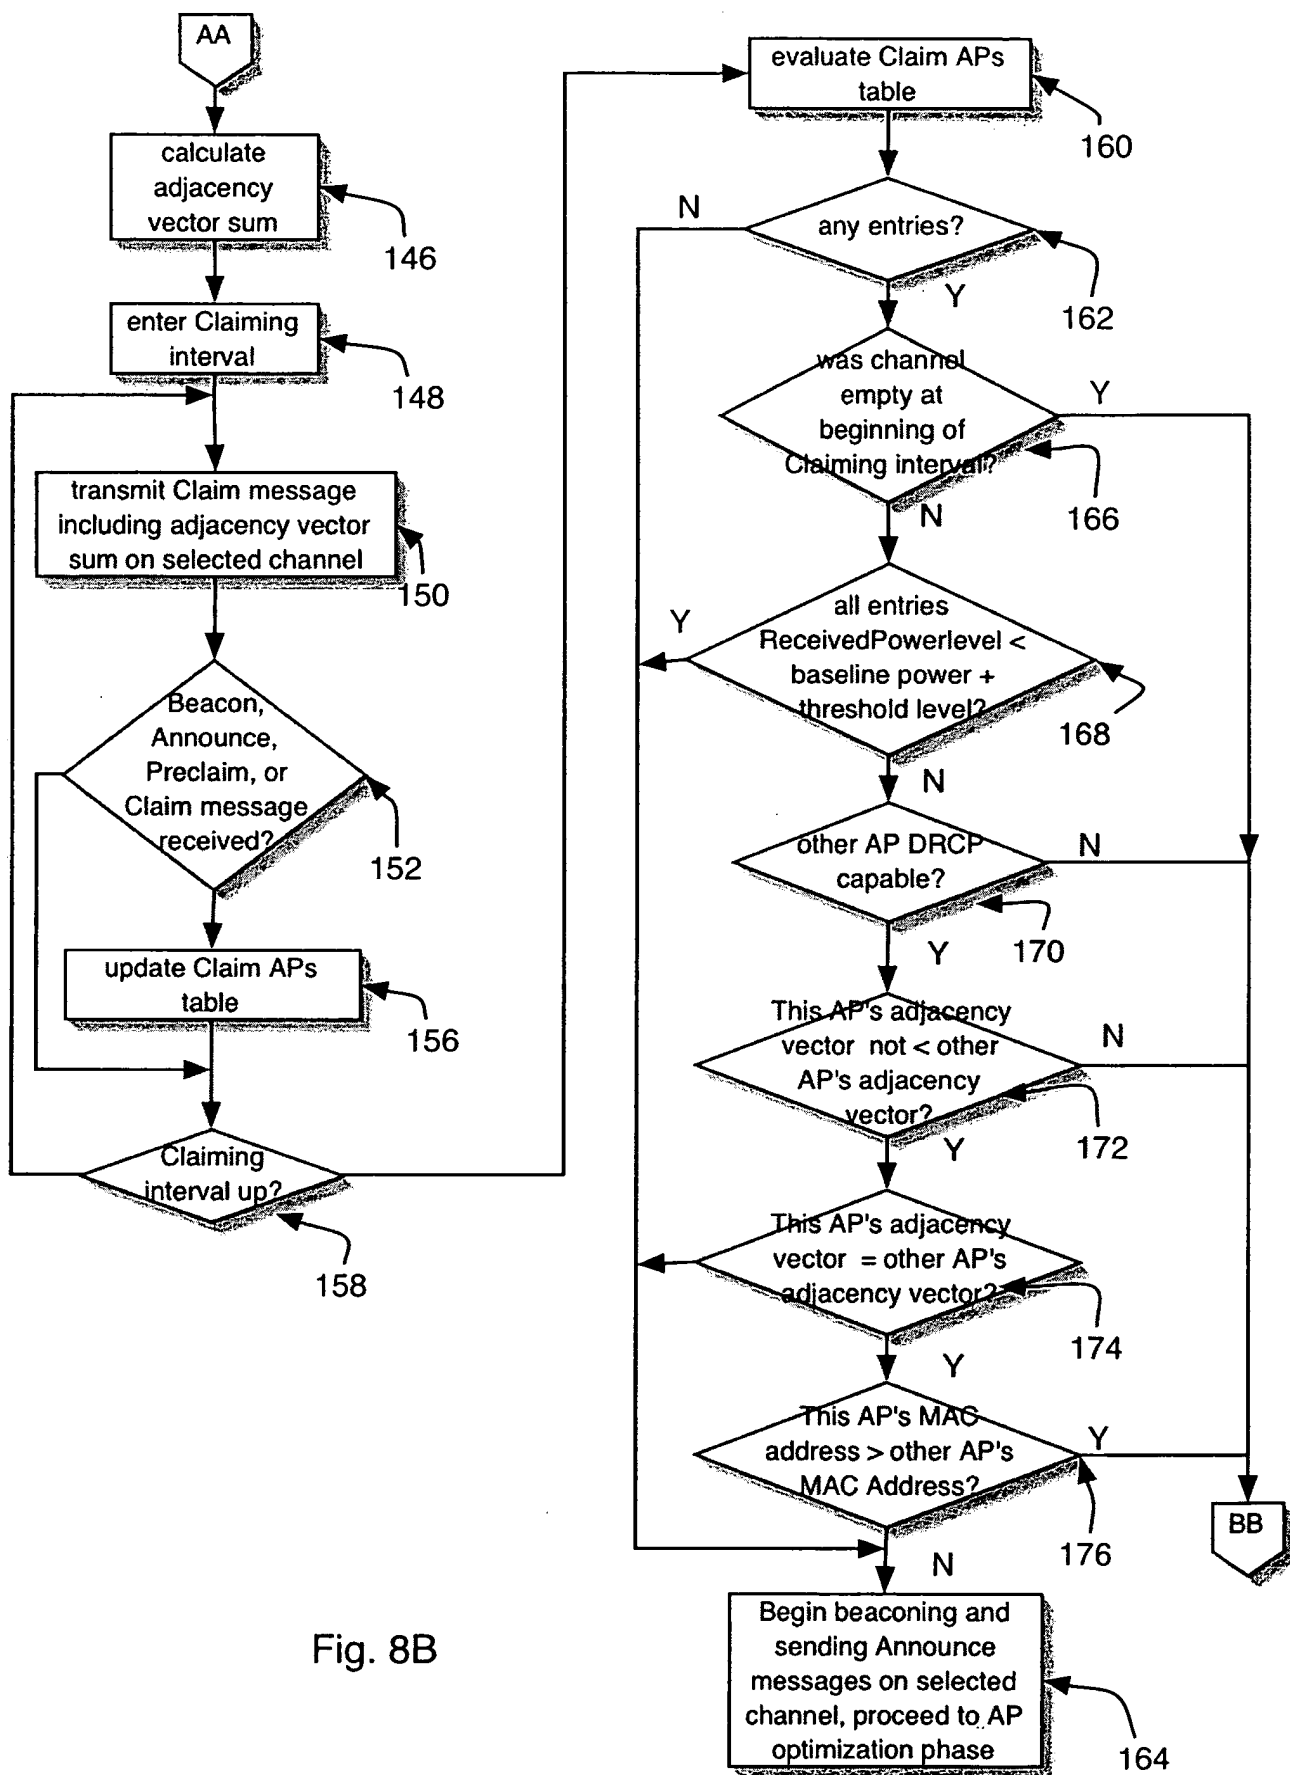 AA
calculate
adjacency
vector sum
146
enter Claiming
interval
148
transmit Claim message
including adjacency vector
sum on selected channel
150
Beacon,
Announce,
Preclaim, or
Claim message
received?
152
update Claim APs
table
156
Claiming
interval up?
158
evaluate Claim APs
table
160
any entries?
N
Y
162
was channel
empty at
beginning of
Claiming interval?
Y
N
166
all entries
ReceivedPowerlevel <
baseline power +
threshold level?
Y
N
168
other AP DRCP
capable?
N
Y
170
This AP's adjacency
vector not < other
AP's adjacency
vector?
N
Y
172
This AP's adjacency
vector = other AP's
adjacency vector?
Y
174
This AP's MAC
address > other AP's
MAC Address?
Y
N
176
BB
Begin beaconing and
sending Announce
messages on selected
channel, proceed to AP
optimization phase
164
Fig. 8B